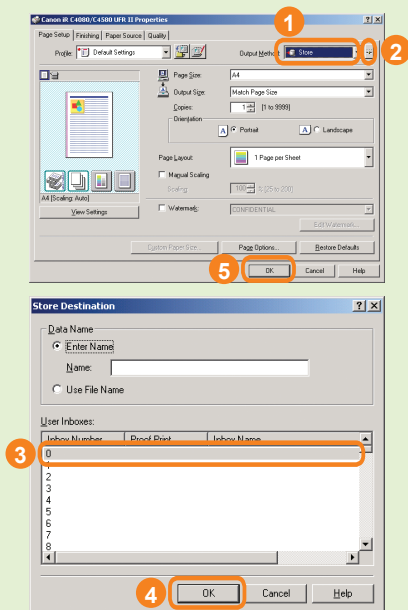 1
Canon iR C4080/C4580 UFR II Properties
Page Setup Finishing Paper Source Quality
Profile: Default Settings Output Method: Store
2
Page Size: A4
Output Size: Match Page Size
Copies: 1 [1 to 9999]
Orientation
A Portrait A Landscape
Page Layout: 1 Page per Sheet
Manual Scaling
Scaling: 100 % [25 to 200]
A4 [Scaling: Auto]
View Settings
Watermark: CONFIDENTIAL
Edit Watermark...
Custom Paper Size... Page Options... Restore Defaults
5 OK Cancel Help
Store Destination
Data Name
Enter Name
Name:
Use File Name
User Inboxes:
Inbox Number Proof Print Inbox Name
3 0
1
2
3
4
5
6
7
8
4 OK Cancel Help